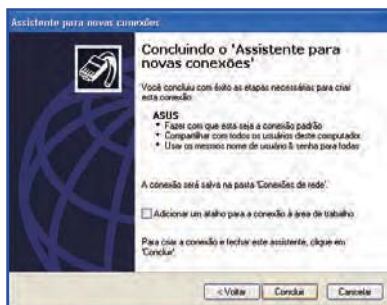 Assistente para novas conexões
Concluindo o 'Assistente para
novas conexões'
Você concluiu com êxito as etapas necessárias para criar
esta conexão:
ASUS
• Fazer com que esta seja a conexão padrão
• Compartilhar com todos os usuários deste computador
• Usar os mesmos nome de usuário & senha para todas
A conexão será salva na pasta 'Conexões de rede'.
Adicionar um atalho para a conexão à área de trabalho
Para criar a conexão e fechar este assistente, clique em
'Concluir'.
< Voltar Concluir Cancelar